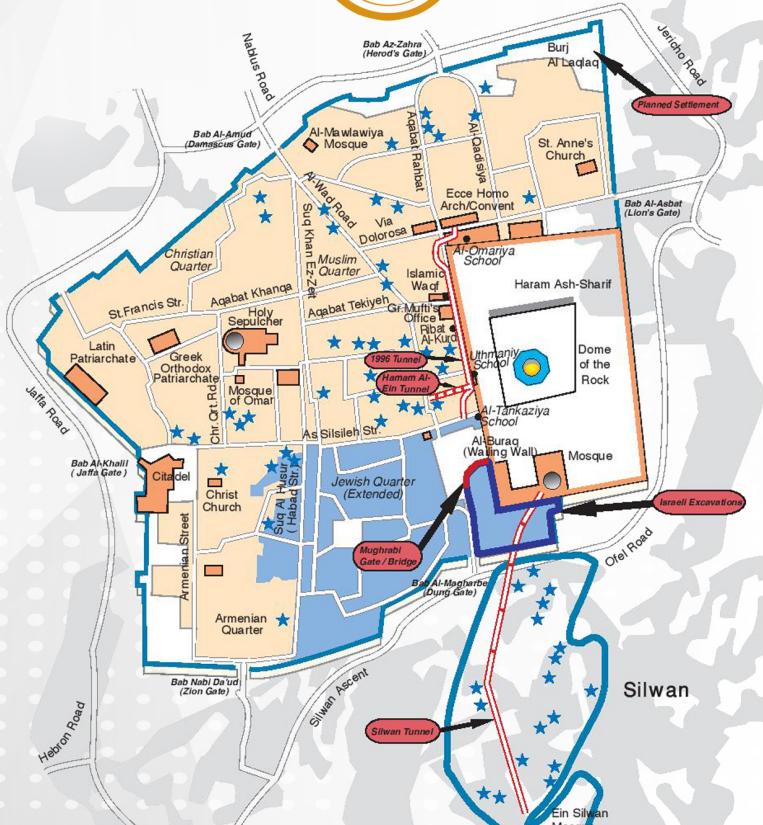 Bab Az-Zahra
(Herod's Gate)
Burj
Al Laqlaq
Jericho Road
Nablus Road
Planned Settlement
Bab Al-Amud
(Damascus Gate)
Al-Mawlawiya
Mosque
Aqabat Rahbat
Al-Qadisiya
St. Anne's
Church
Al-Wad Road
Ecce Homo
Arch/Convent
Bab Al-Asbat
(Lion's Gate)
Via
Dolorosa
Suq Khan Ez-Zeit
Christian
Quarter
Muslim
Quarter
Al-Omariya
School
Islamic
Waqf
Haram Ash-Sharif
St.Francis Str.
Aqabat Khanqa
Aqabat Tekiyeh
Gr.Mufti's
Office
Holy
Sepulcher
Ribat
Al-Kurd
Latin
Patriarchate
Greek
Orthodox
Patriarchate
1996 Tunnel
Uthmaniy
School
Dome
of the
Rock
Hamam Al-
Ein Tunnel
Mosque
of Omar
Chr.Qrt.Rd
Jaffa Road
Al-Tankaziya
School
As Silsileh Str.
Al-Buraq
(Wailing Wall)
Mosque
Bab Al-Khalil
( Jaffa Gate )
Citadel
Jewish Quarter
(Extended)
Christ
Church
Suq Al Husur
( Habad Str.)
Israeli Excavations
Armenian Street
Mughrabi
Gate / Bridge
Ofel Road
Bab Al-Magharbe
(Dung Gate)
Armenian
Quarter
Bab Nabi Da'ud
(Zion Gate)
Silwan Ascent
Silwan
Hebron Road
Silwan Tunnel
Ein Silwan